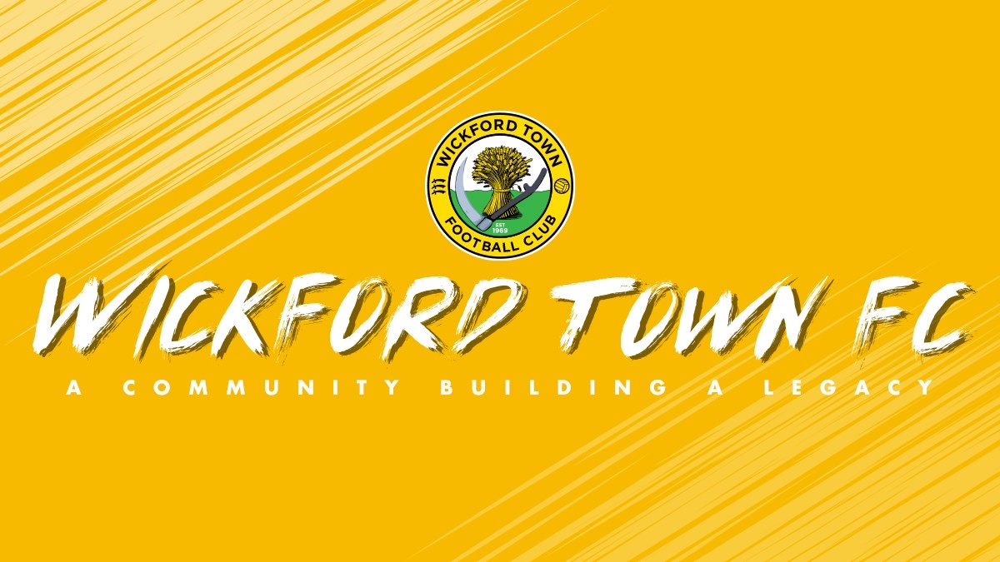 WICKFORD TOWN
EST
1969
FOOTBALL CLUB
WICKFORD TOWN FC
A COMMUNITY BUILDING A LEGACY